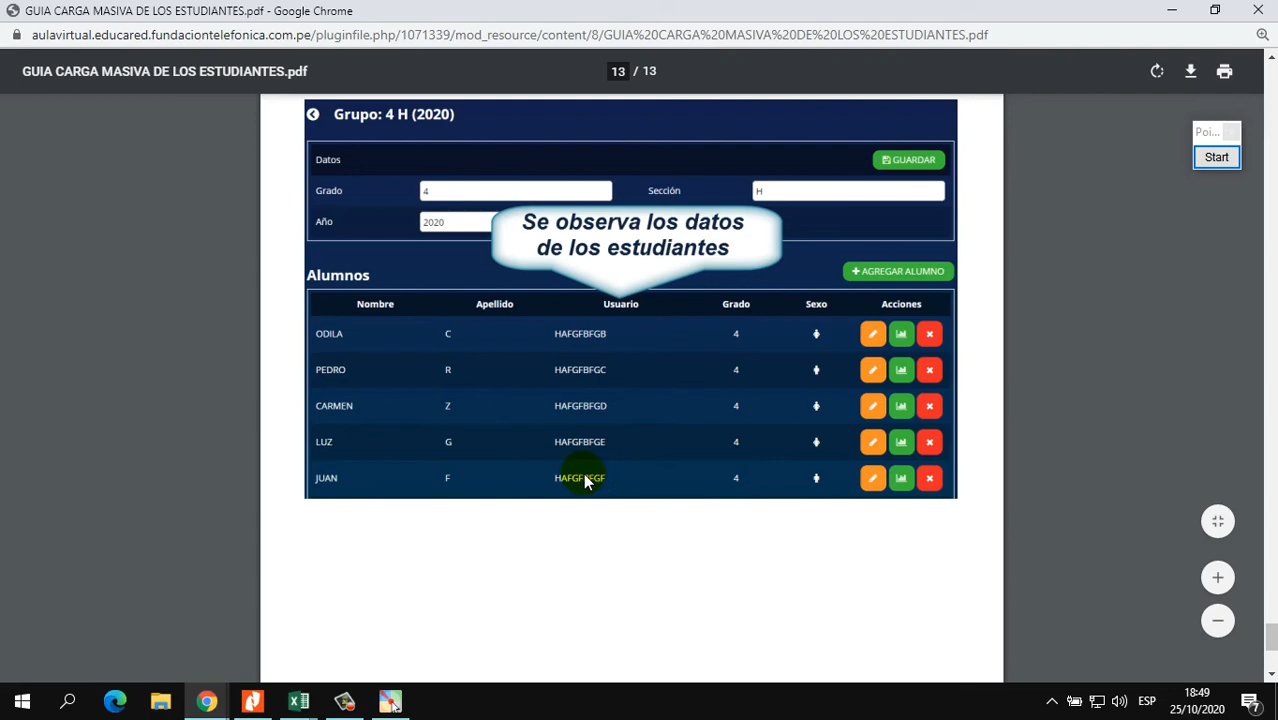 GUIA CARGA MASIVA DE LOS ESTUDIANTES.pdf - Google Chrome
aulavirtual.educared.fundaciontelefonica.com.pe/pluginfile.php/1071339/mod_resource/content/8/GUIA%20CARGA%20MASIVA%20DE%20LOS%20ESTUDIANTES.pdf
GUIA CARGA MASIVA DE LOS ESTUDIANTES.pdf
13 / 13
Poi...
Start
Grupo: 4 H (2020)
Datos
GUARDAR
Grado 4 Sección H
Año 2020
Se observa los datos
de los estudiantes
Alumnos
+ AGREGAR ALUMNO
Nombre Apellido Usuario Grado Sexo Acciones
ODILA C HAFGFBFGB 4
PEDRO R HAFGFBFGC 4
CARMEN Z HAFGFBFGD 4
LUZ G HAFGFBFGE 4
JUAN F HAFGFBFGF 4
ESP
18:49
25/10/2020
7